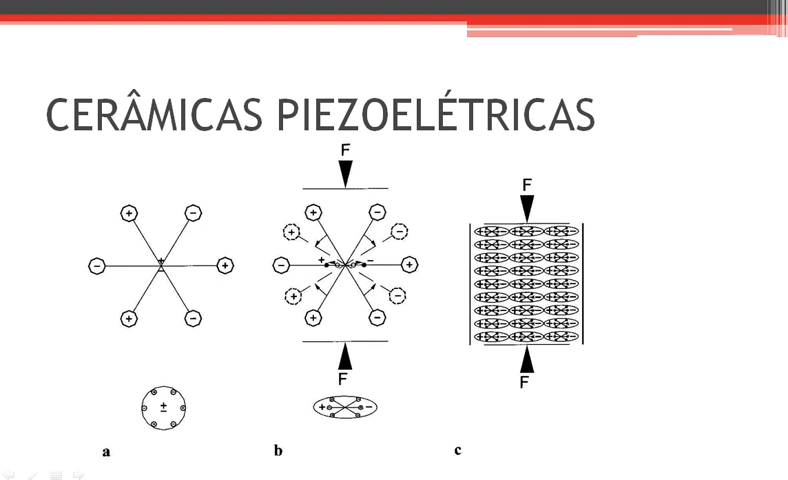 CERÂMICAS PIEZOELÉTRICAS
F
F
+ −
+ −
− + + − − +
+ −
+ −
F
F
+ −
a b c